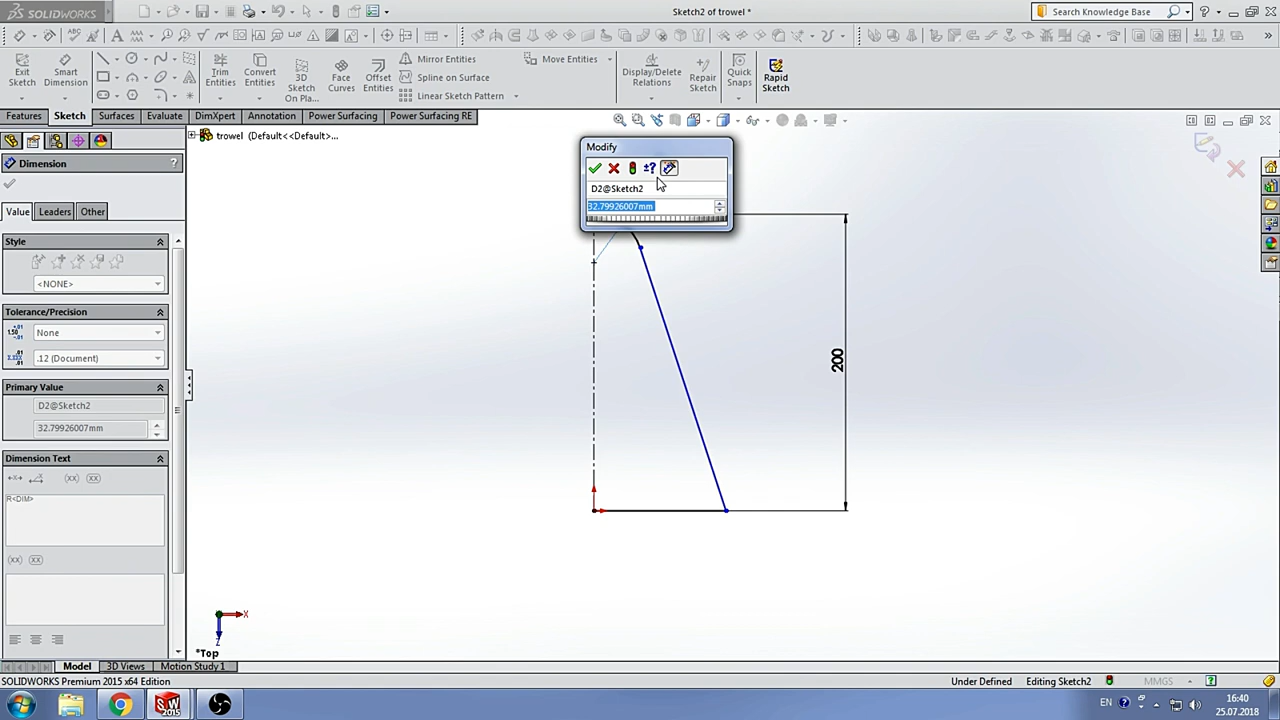 SOLIDWORKS
Sketch2 of trowel *
Search Knowledge Base
Exit Sketch
Smart Dimension
Trim Entities
Convert Entities
3D Sketch On Pla...
Face Curves
Offset Entities
Mirror Entities
Spline on Surface
Linear Sketch Pattern
Move Entities
Display/Delete Relations
Repair Sketch
Quick Snaps
Rapid Sketch
Features
Sketch
Surfaces
Evaluate
DimXpert
Annotation
Power Surfacing
Power Surfacing RE
trowel (Default<<Default>...
Dimension
?
Value
Leaders
Other
Style
<NONE>
Tolerance/Precision
None
.12 (Document)
Primary Value
D2@Sketch2
32.79926007mm
Dimension Text
R<DIM>
Modify
D2@Sketch2
32.79926007mm
200
X
Z
*Top
Model
3D Views
Motion Study 1
SOLIDWORKS Premium 2015 x64 Edition
Under Defined
Editing Sketch2
MMGS
EN
16:40
25.07.2018